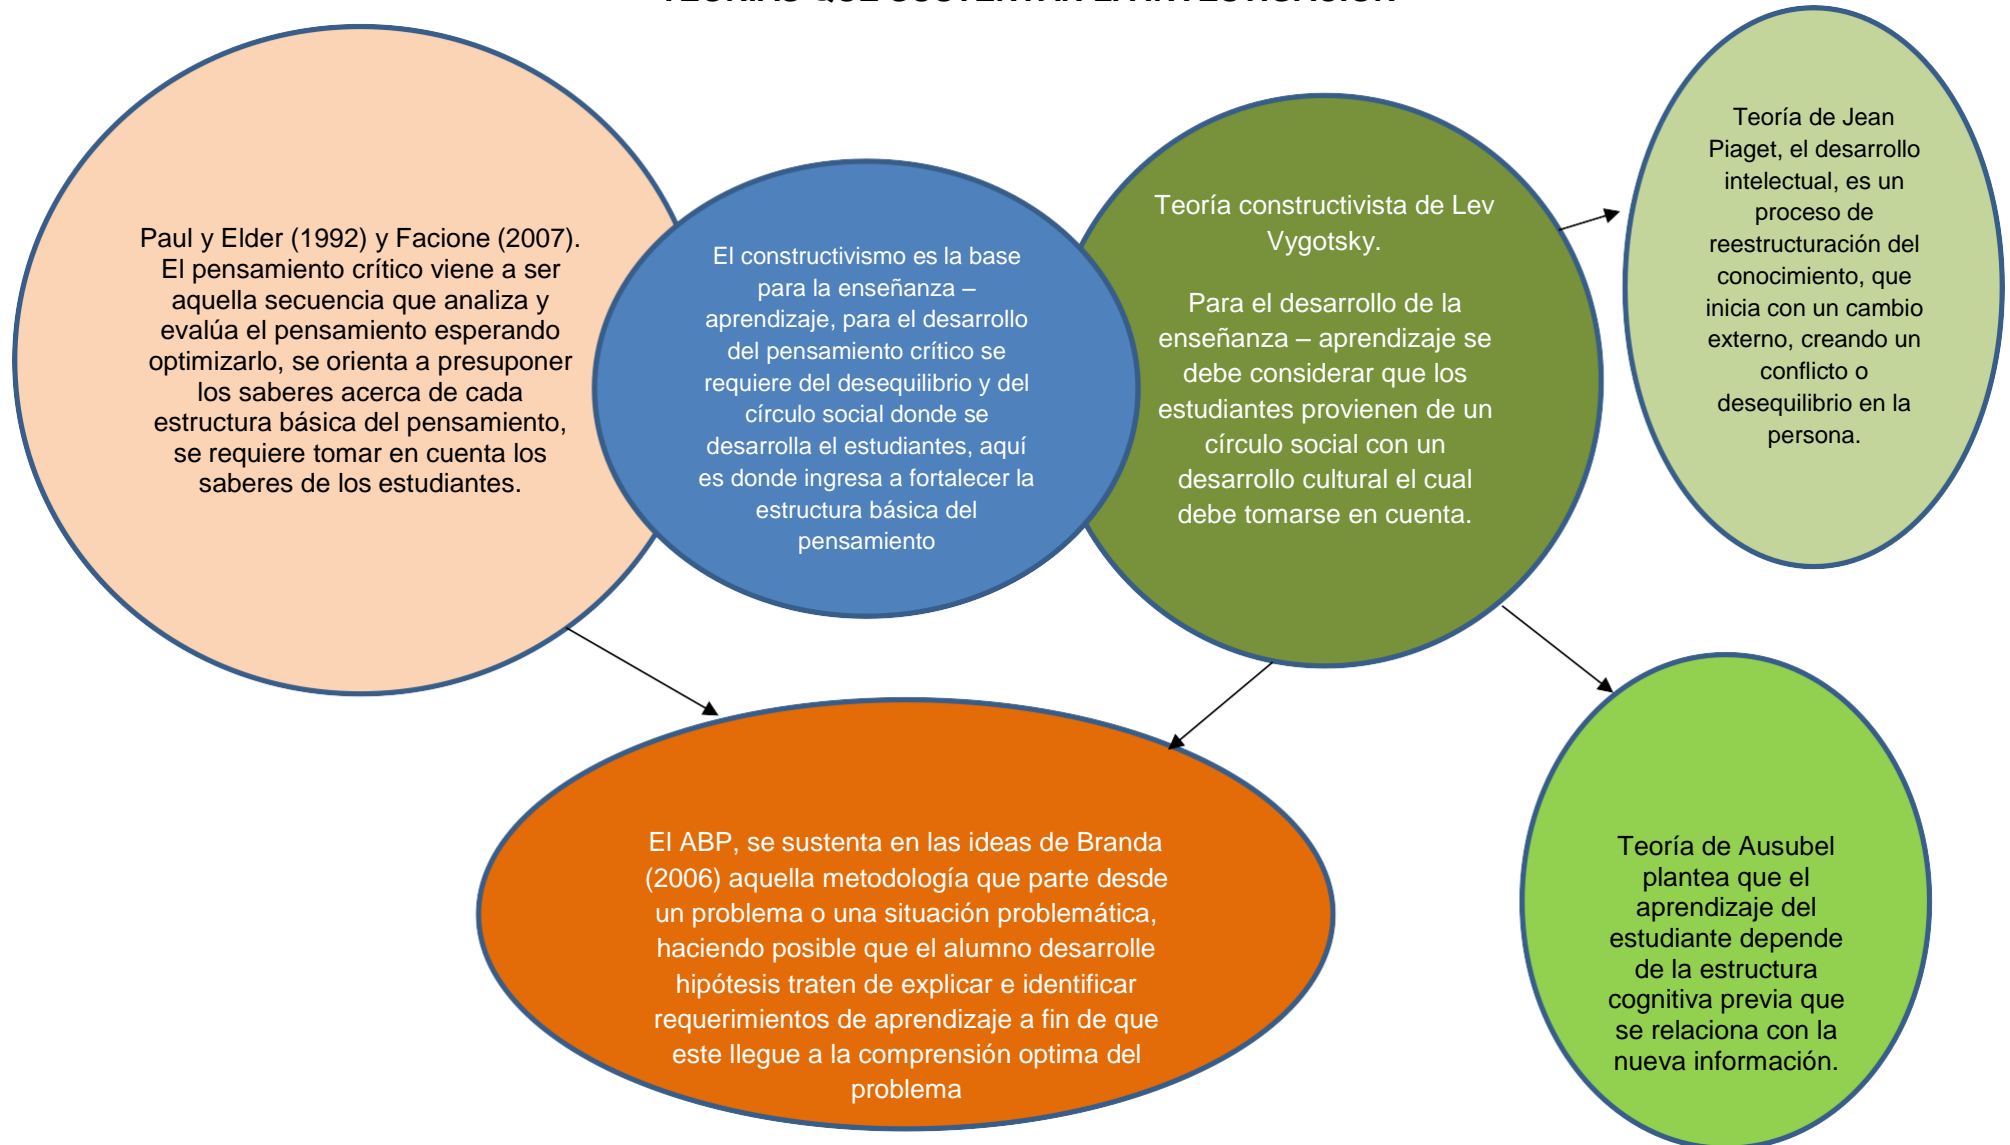 TEORÍAS QUE SUSTENTAN LA INVESTIGACIÓN
Paul y Elder (1992) y Facione (2007).
El pensamiento crítico viene a ser
aquella secuencia que analiza y
evalúa el pensamiento esperando
optimizarlo, se orienta a presuponer
los saberes acerca de cada
estructura básica del pensamiento,
se requiere tomar en cuenta los
saberes de los estudiantes.
El constructivismo es la base
para la enseñanza –
aprendizaje, para el desarrollo
del pensamiento crítico se
requiere del desequilibrio y del
círculo social donde se
desarrolla el estudiantes, aquí
es donde ingresa a fortalecer la
estructura básica del
pensamiento
Teoría constructivista de Lev
Vygotsky.
Para el desarrollo de la
enseñanza – aprendizaje se
debe considerar que los
estudiantes provienen de un
círculo social con un
desarrollo cultural el cual
debe tomarse en cuenta.
Teoría de Jean
Piaget, el desarrollo
intelectual, es un
proceso de
reestructuración del
conocimiento, que
inicia con un cambio
externo, creando un
conflicto o
desequilibrio en la
persona.
El ABP, se sustenta en las ideas de Branda
(2006) aquella metodología que parte desde
un problema o una situación problemática,
haciendo posible que el alumno desarrolle
hipótesis traten de explicar e identificar
requerimientos de aprendizaje a fin de que
este llegue a la comprensión optima del
problema
Teoría de Ausubel
plantea que el
aprendizaje del
estudiante depende
de la estructura
cognitiva previa que
se relaciona con la
nueva información.